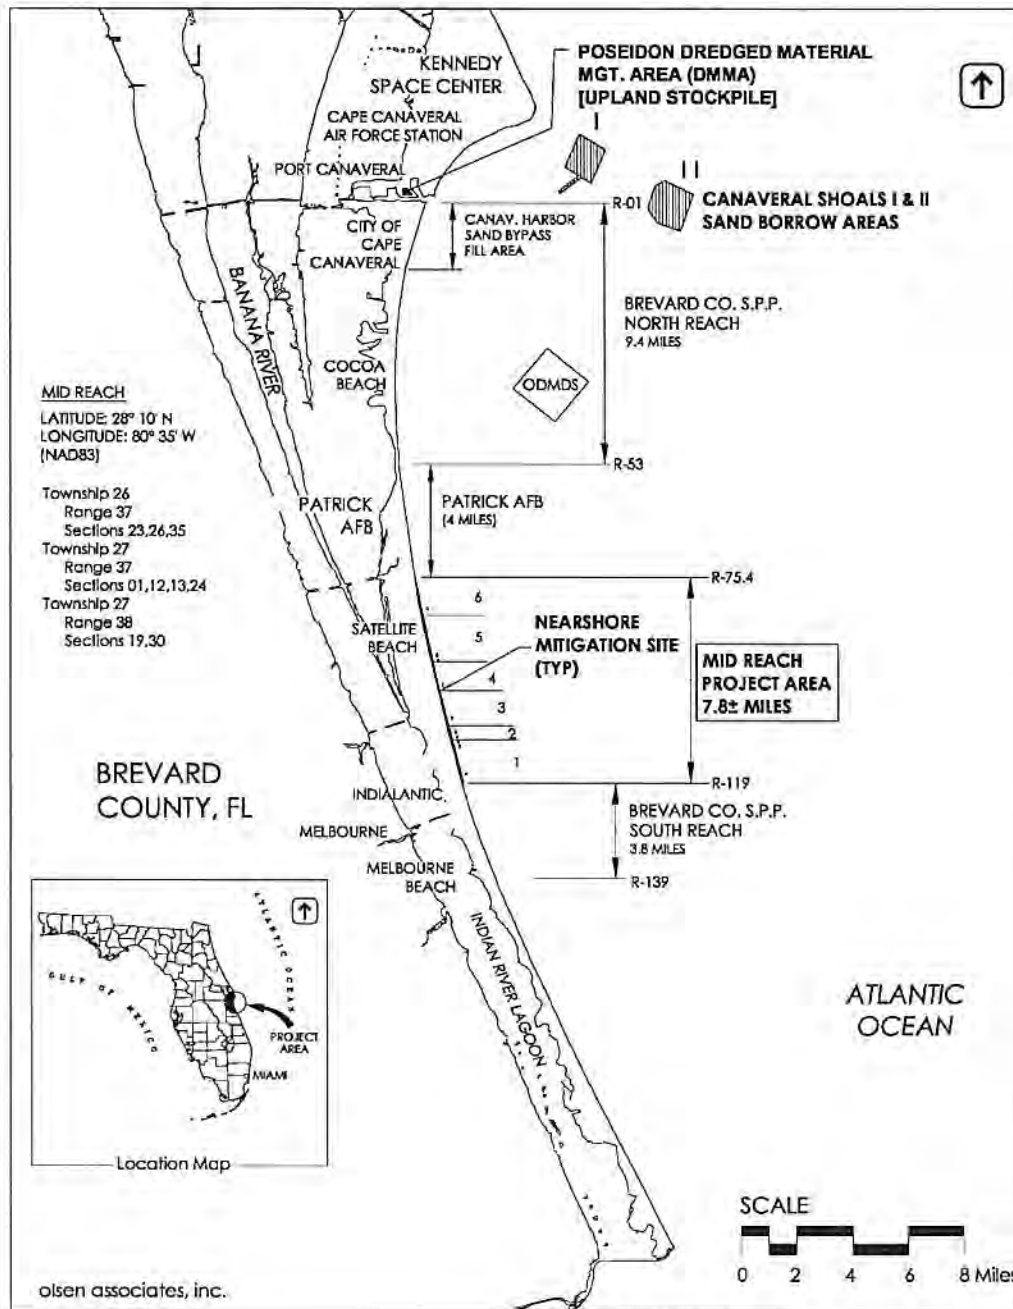 POSEIDON DREDGED MATERIAL
MGT. AREA (DMMA)
[UPLAND STOCKPILE]
KENNEDY
SPACE CENTER
CAPE CANAVERAL
AIR FORCE STATION
PORT CANAVERAL
I
II
CANAVERAL SHOALS I & II
SAND BORROW AREAS
R-01
CITY OF
CAPE
CANAVERAL
CANAV. HARBOR
SAND BYPASS
FILL AREA
BANANA RIVER
BREVARD CO. S.P.P.
NORTH REACH
9.4 MILES
COCOA
BEACH
ODMDS
MID REACH
LATITUDE: 28° 10' N
LONGITUDE: 80° 35' W
(NAD83)
Township 26
Range 37
Sections 23,26,35
Township 27
Range 37
Sections 01,12,13,24
Township 27
Range 38
Sections 19,30
R-53
PATRICK
AFB
PATRICK AFB
(4 MILES)
R-75.4
6
5
4
3
2
1
SATELLITE
BEACH
NEARSHORE
MITIGATION SITE
(TYP)
MID REACH
PROJECT AREA
7.8± MILES
BREVARD
COUNTY, FL
INDIALANTIC
R-119
MELBOURNE
MELBOURNE
BEACH
BREVARD CO. S.P.P.
SOUTH REACH
3.8 MILES
R-139
INDIAN RIVER LAGOON
ATLANTIC
OCEAN
ATLANTIC OCEAN
GULF OF MEXICO
PROJECT
AREA
MIAMI
Location Map
SCALE
0 2 4 6 8 Miles
olsen associates, inc.